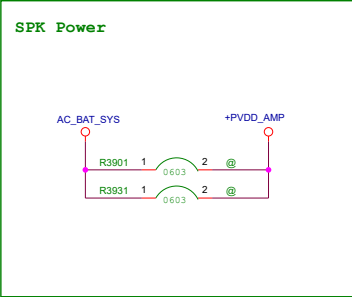 SPK Power
AC_BAT_SYS
+PVDD_AMP
R3901 1 2 @
0603
R3931 1 2 @
0603